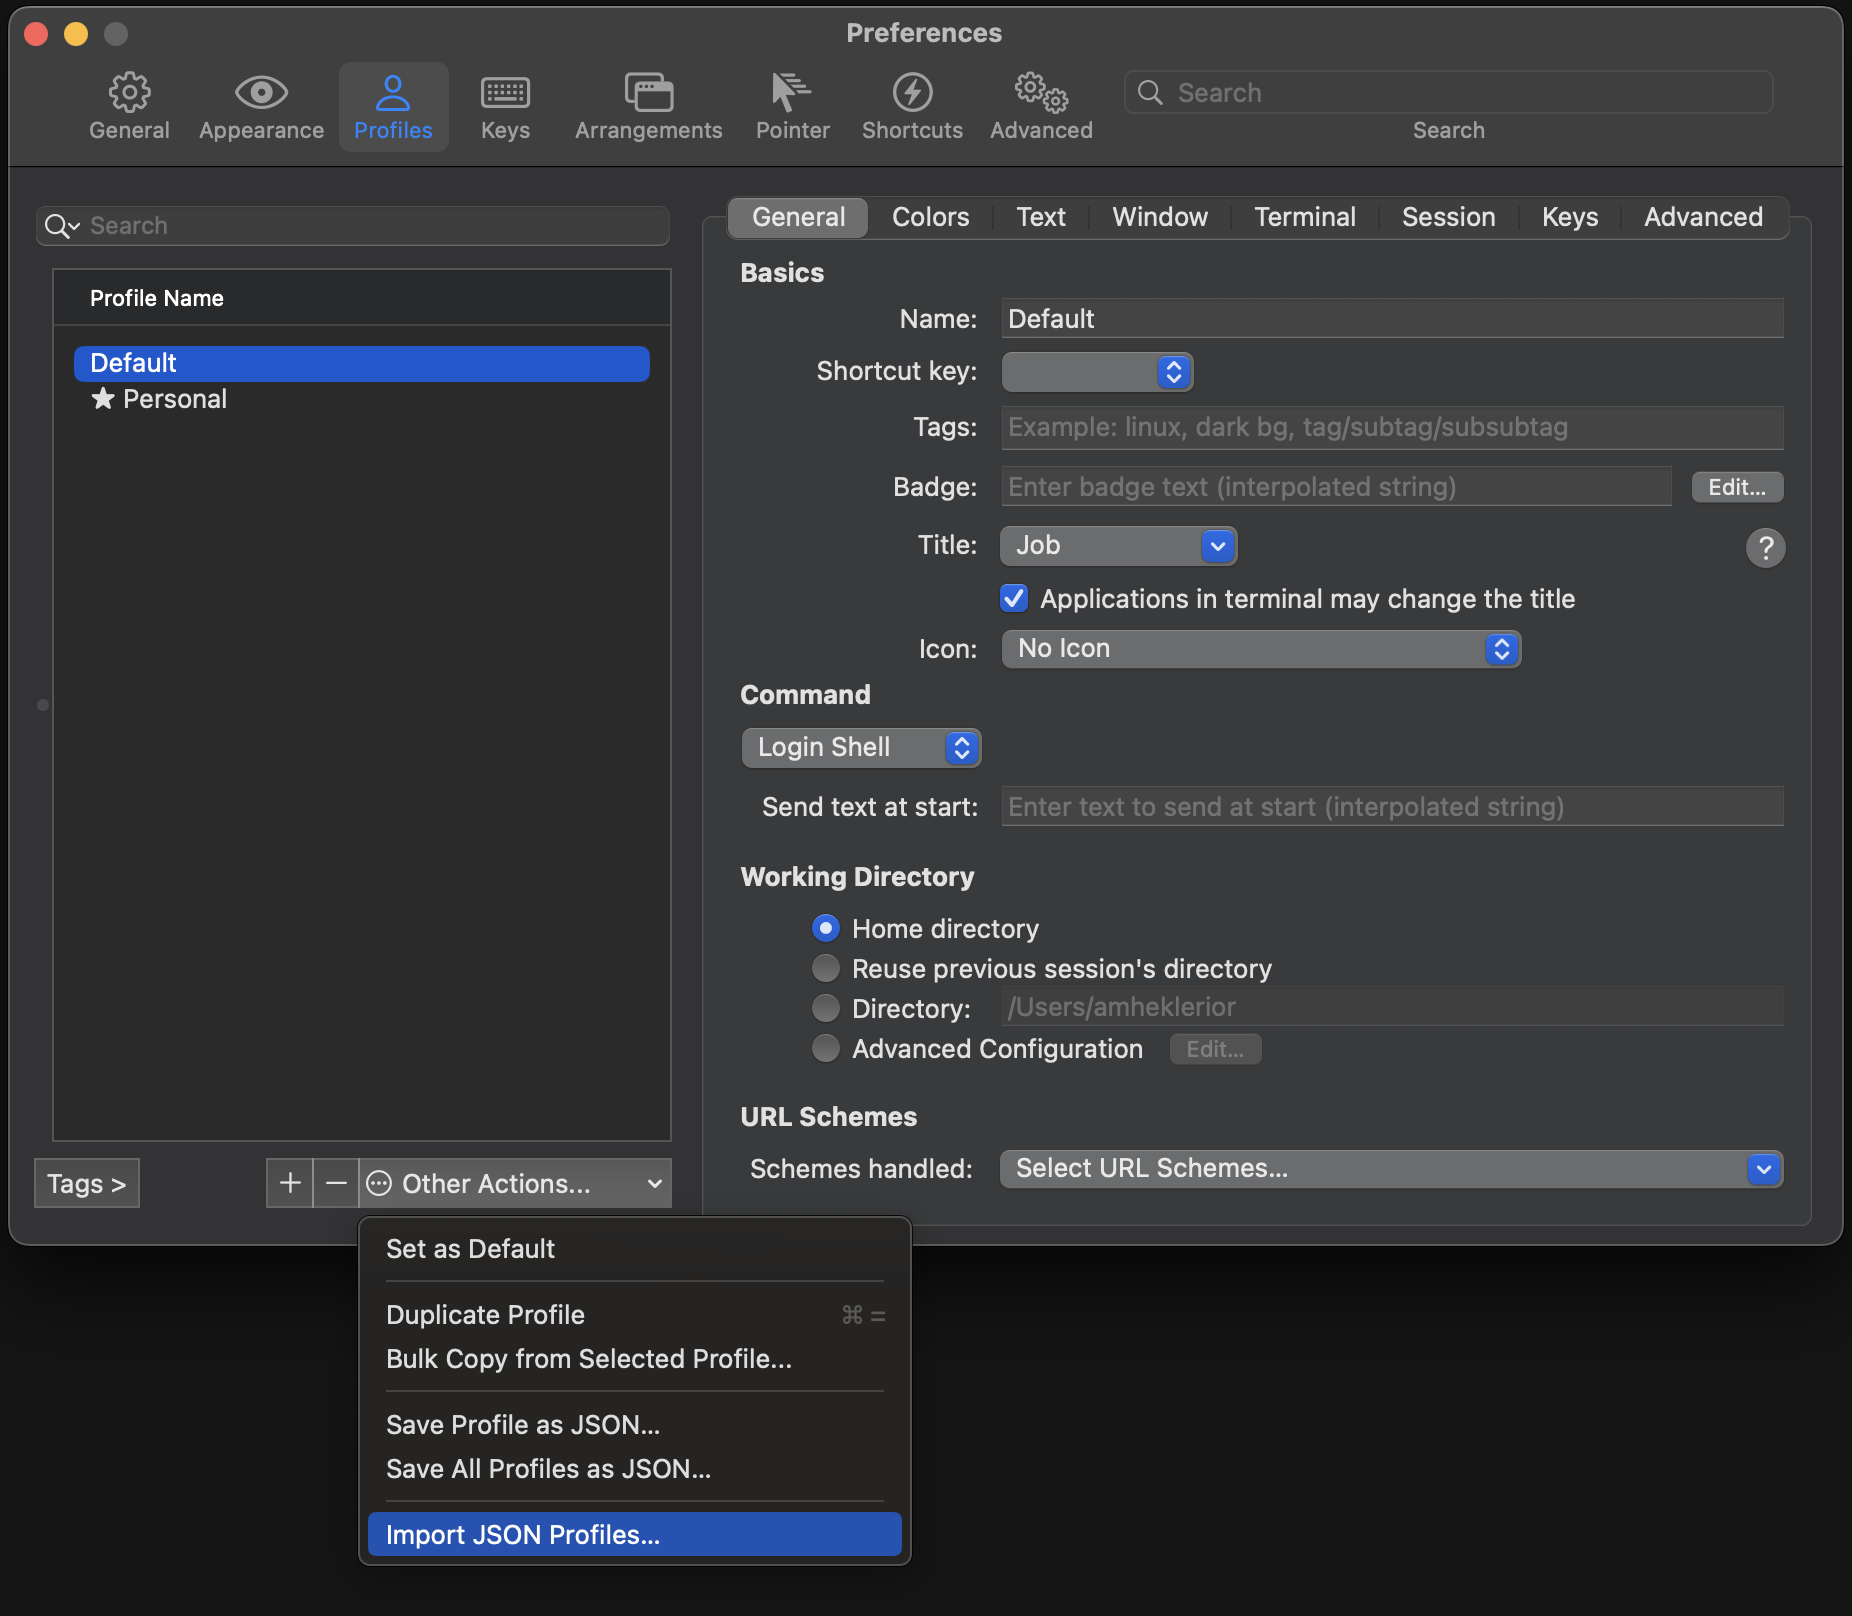 Preferences
General
Appearance
Profiles
Keys
Arrangements
Pointer
Shortcuts
Advanced
Search
Search
Search
Profile Name
Default
★ Personal
Tags >
+
−
Other Actions...
Set as Default
Duplicate Profile ⌘ =
Bulk Copy from Selected Profile...
Save Profile as JSON...
Save All Profiles as JSON...
Import JSON Profiles...
General Colors Text Window Terminal Session Keys Advanced
Basics
Name: Default
Shortcut key:
Tags: Example: linux, dark bg, tag/subtag/subsubtag
Badge: Enter badge text (interpolated string) Edit...
Title: Job ?
Applications in terminal may change the title
Icon: No Icon
Command
Login Shell
Send text at start: Enter text to send at start (interpolated string)
Working Directory
Home directory
Reuse previous session's directory
Directory: /Users/amheklerior
Advanced Configuration Edit...
URL Schemes
Schemes handled: Select URL Schemes...